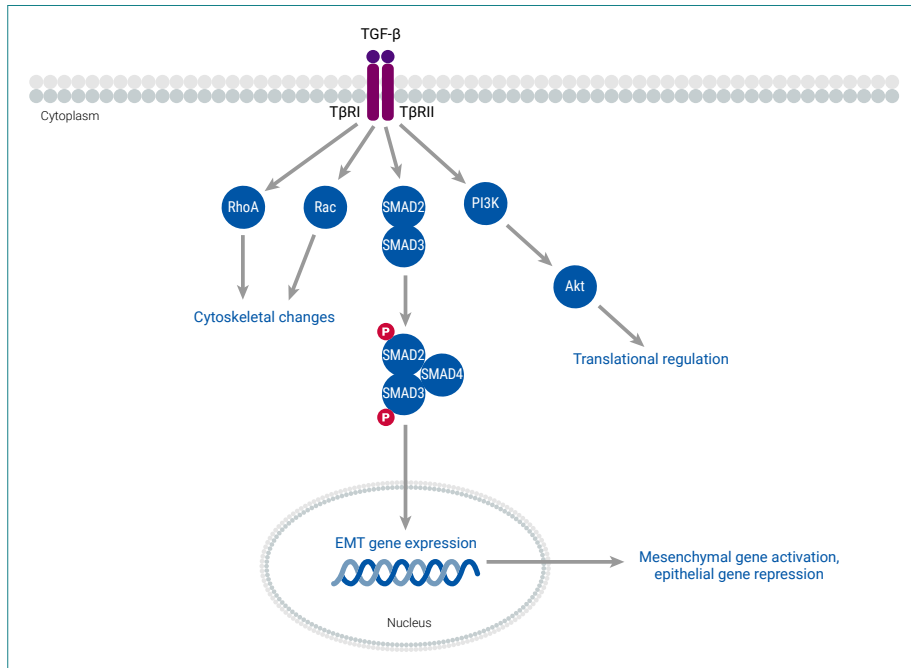 TGF-β
TβRI
TβRII
Cytoplasm
RhoA
Rac
SMAD2
PI3K
SMAD3
Akt
Cytoskeletal changes
P
SMAD2
Translational regulation
SMAD4
SMAD3
P
EMT gene expression
Mesenchymal gene activation,
epithelial gene repression
Nucleus